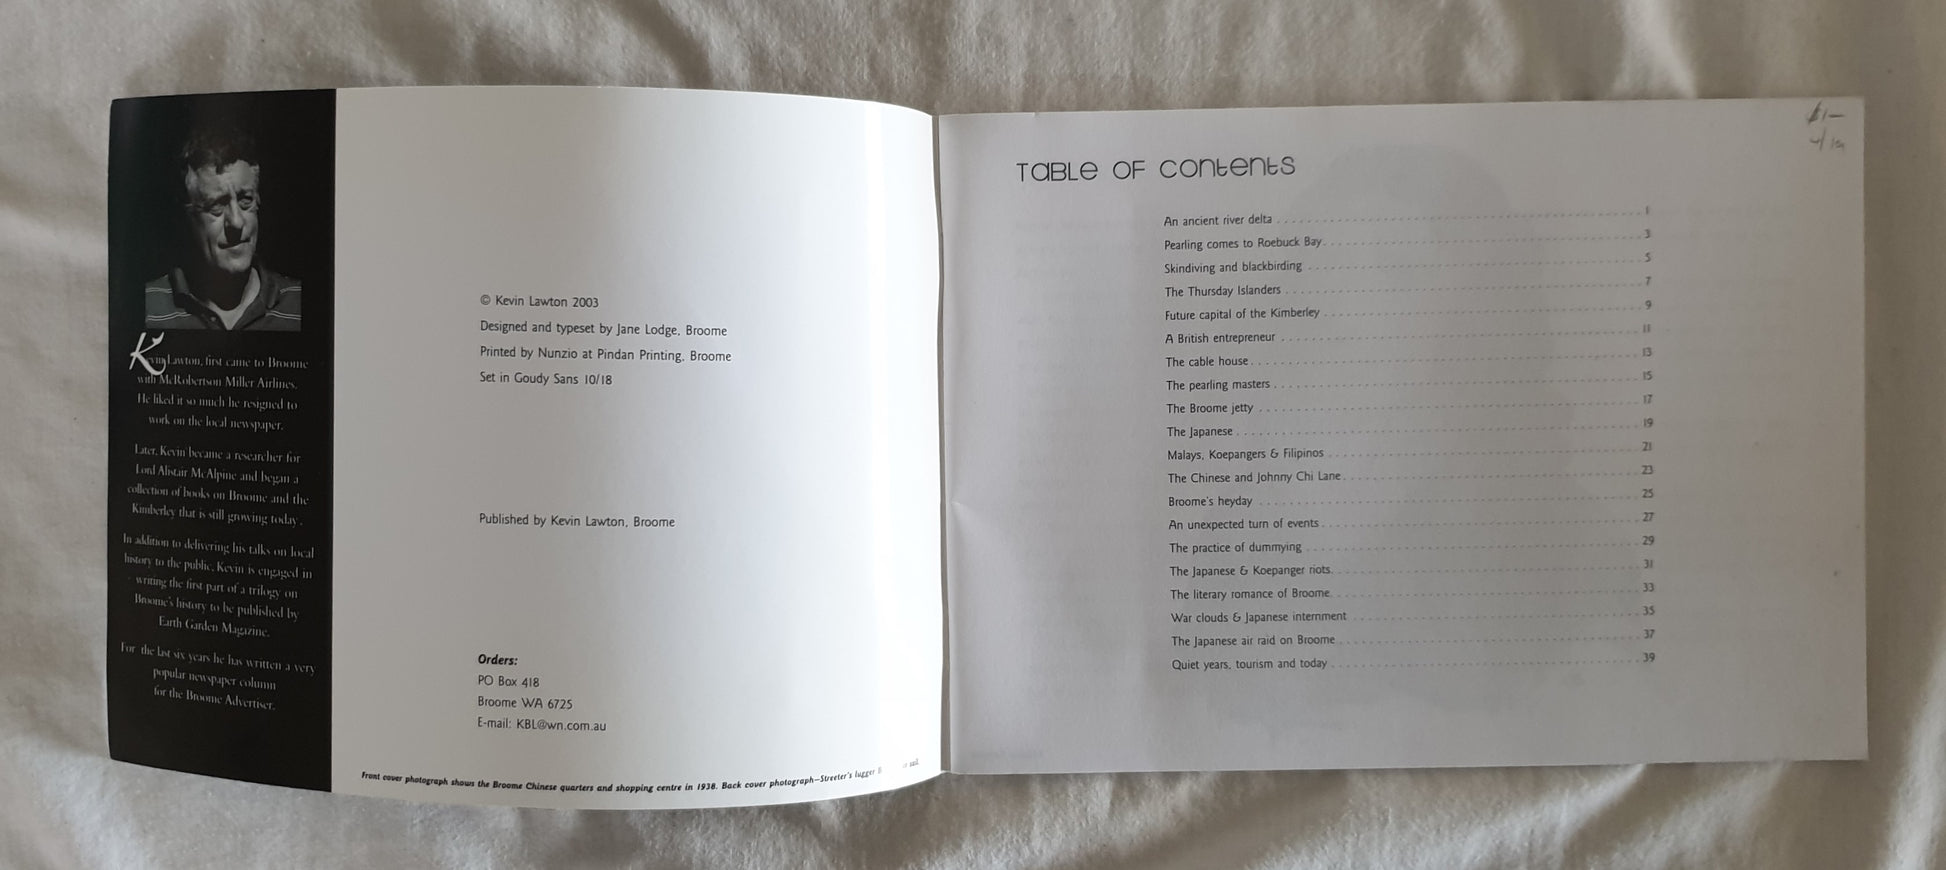 Kevin Lawton, first came to Broome
with McRobertson Miller Airlines.
He liked it so much he resigned to
work on the local newspaper.
Later, Kevin became a researcher for
Lord Alistair McAlpine and began a
collection of books on Broome and the
Kimberley that is still growing today.
In addition to delivering his talks on local
history to the public, Kevin is engaged in
writing the first part of a trilogy on
Broome's history to be published by
Earth Garden Magazine.
For the last six years he has written a very
popular newspaper column
for the Broome Advertiser.
© Kevin Lawton 2003
Designed and typeset by Jane Lodge, Broome
Printed by Nunzio at Pindan Printing, Broome
Set in Goudy Sans 10/18
Published by Kevin Lawton, Broome
Orders:
PO Box 418
Broome WA 6725
E-mail: KBL@wn.com.au
Front cover photograph shows the Broome Chinese quarters and shopping centre in 1938. Back cover photograph—Streeter's lugger sail
TABLE OF CONTENTS
An ancient river delta 1
Pearling comes to Roebuck Bay 3
Skindiving and blackbirding 5
The Thursday Islanders 7
Future capital of the Kimberley 9
A British entrepreneur 11
The cable house 13
The pearling masters 15
The Broome jetty 17
The Japanese 19
Malays, Koepangers & Filipinos 21
The Chinese and Johnny Chi Lane 23
Broome's heyday 25
An unexpected turn of events 27
The practice of dummying 29
The Japanese & Koepanger riots 31
The literary romance of Broome 33
War clouds & Japanese internment 35
The Japanese air raid on Broome 37
Quiet years, tourism and today 39